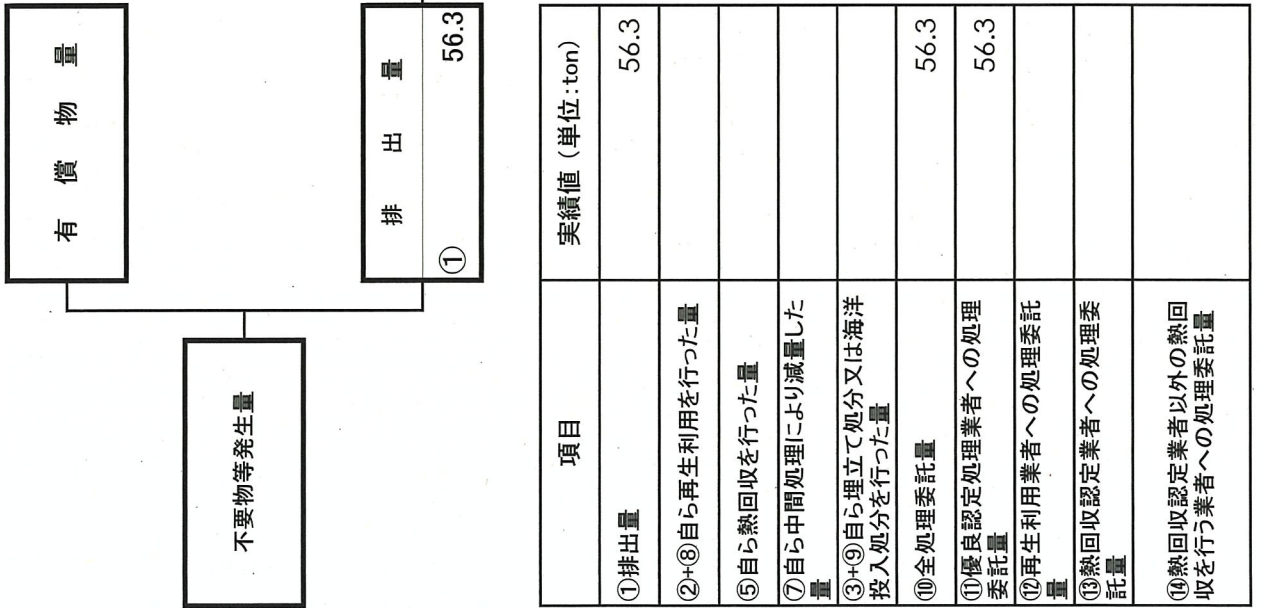 不要物等発生量
有償物量
排出量
① 56.3
項目 実績値（単位:ton）
①排出量 56.3
②+⑧自ら再生利用を行った量
⑤自ら熱回収を行った量
⑦自ら中間処理により減量した
量
③+⑨自ら埋立て処分又は海洋
投入処分を行った量
⑩全処理委託量 56.3
⑪優良認定処理業者への処理
委託量 56.3
⑫再生利用業者への処理委託
量
⑬熱回収認定業者への処理委
託量
⑭熱回収認定業者以外の熱回
収を行う業者への処理委託量